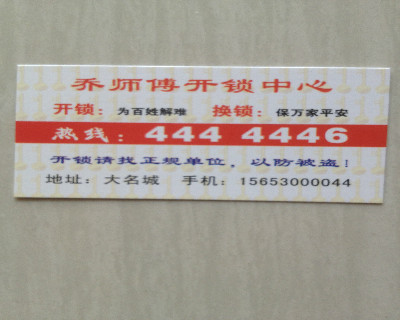 乔师傅开锁中心
开锁：为百姓解难 换锁：保万家平安
热线：444 4446
开锁请找正规单位，以防被盗！
地址：大名城 手机：15653000044